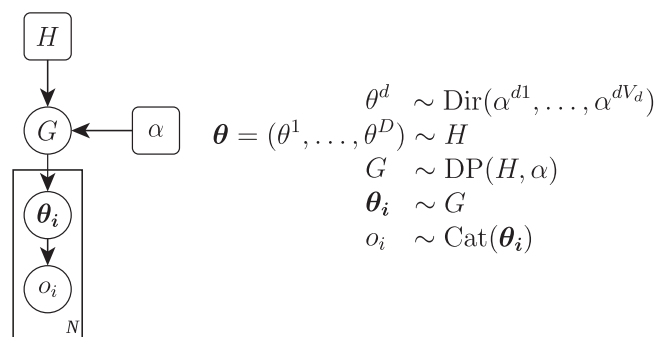 H
G
α
θ_i
o_i
N
θ^d ∼ Dir(α^{d1}, . . . , α^{dV_d})
θ = (θ^1, . . . , θ^D) ∼ H
G ∼ DP(H, α)
θ_i ∼ G
o_i ∼ Cat(θ_i)